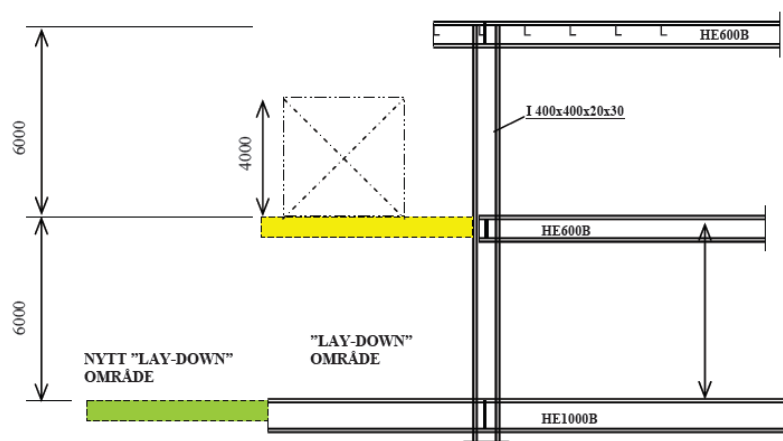 HE600B
6000
4000
I 400x400x20x30
HE600B
6000
"LAY-DOWN"
OMRÅDE
NYTT "LAY-DOWN"
OMRÅDE
HE1000B